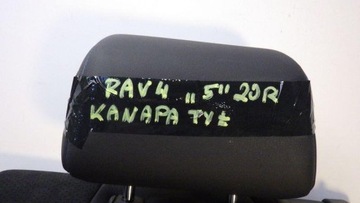 RAV4 „5" 20R
KANAPA TYŁ